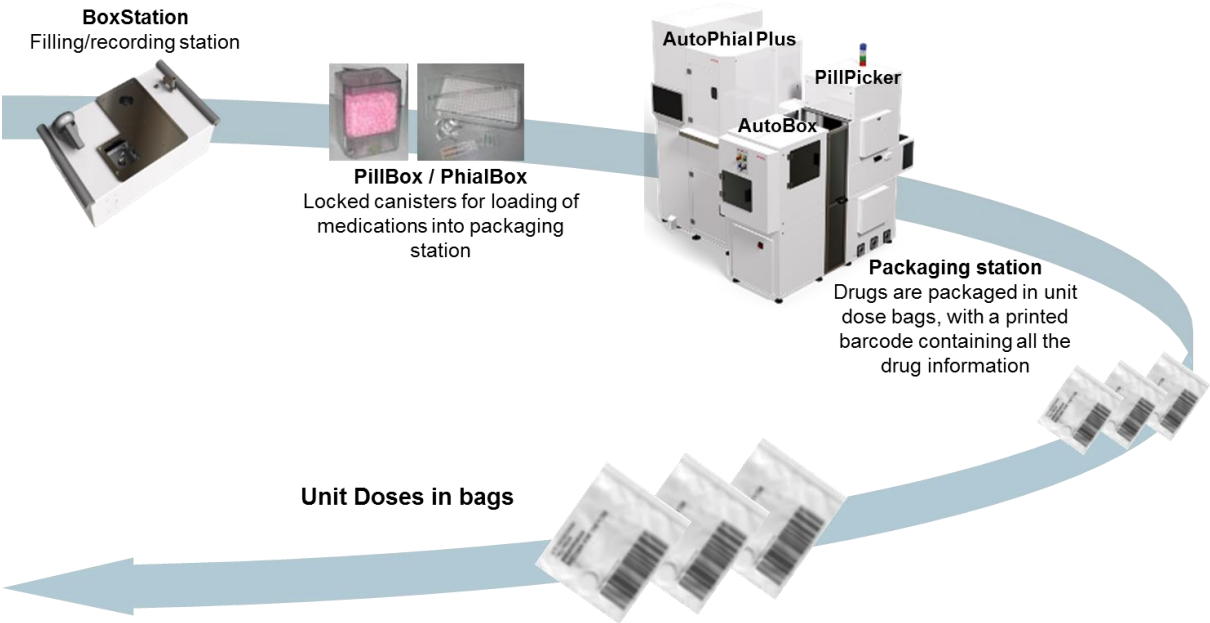 BoxStation
Filling/recording station
PillBox / PhialBox
Locked canisters for loading of
medications into packaging
station
AutoPhial Plus
PillPicker
AutoBox
Packaging station
Drugs are packaged in unit
dose bags, with a printed
barcode containing all the
drug information
Unit Doses in bags